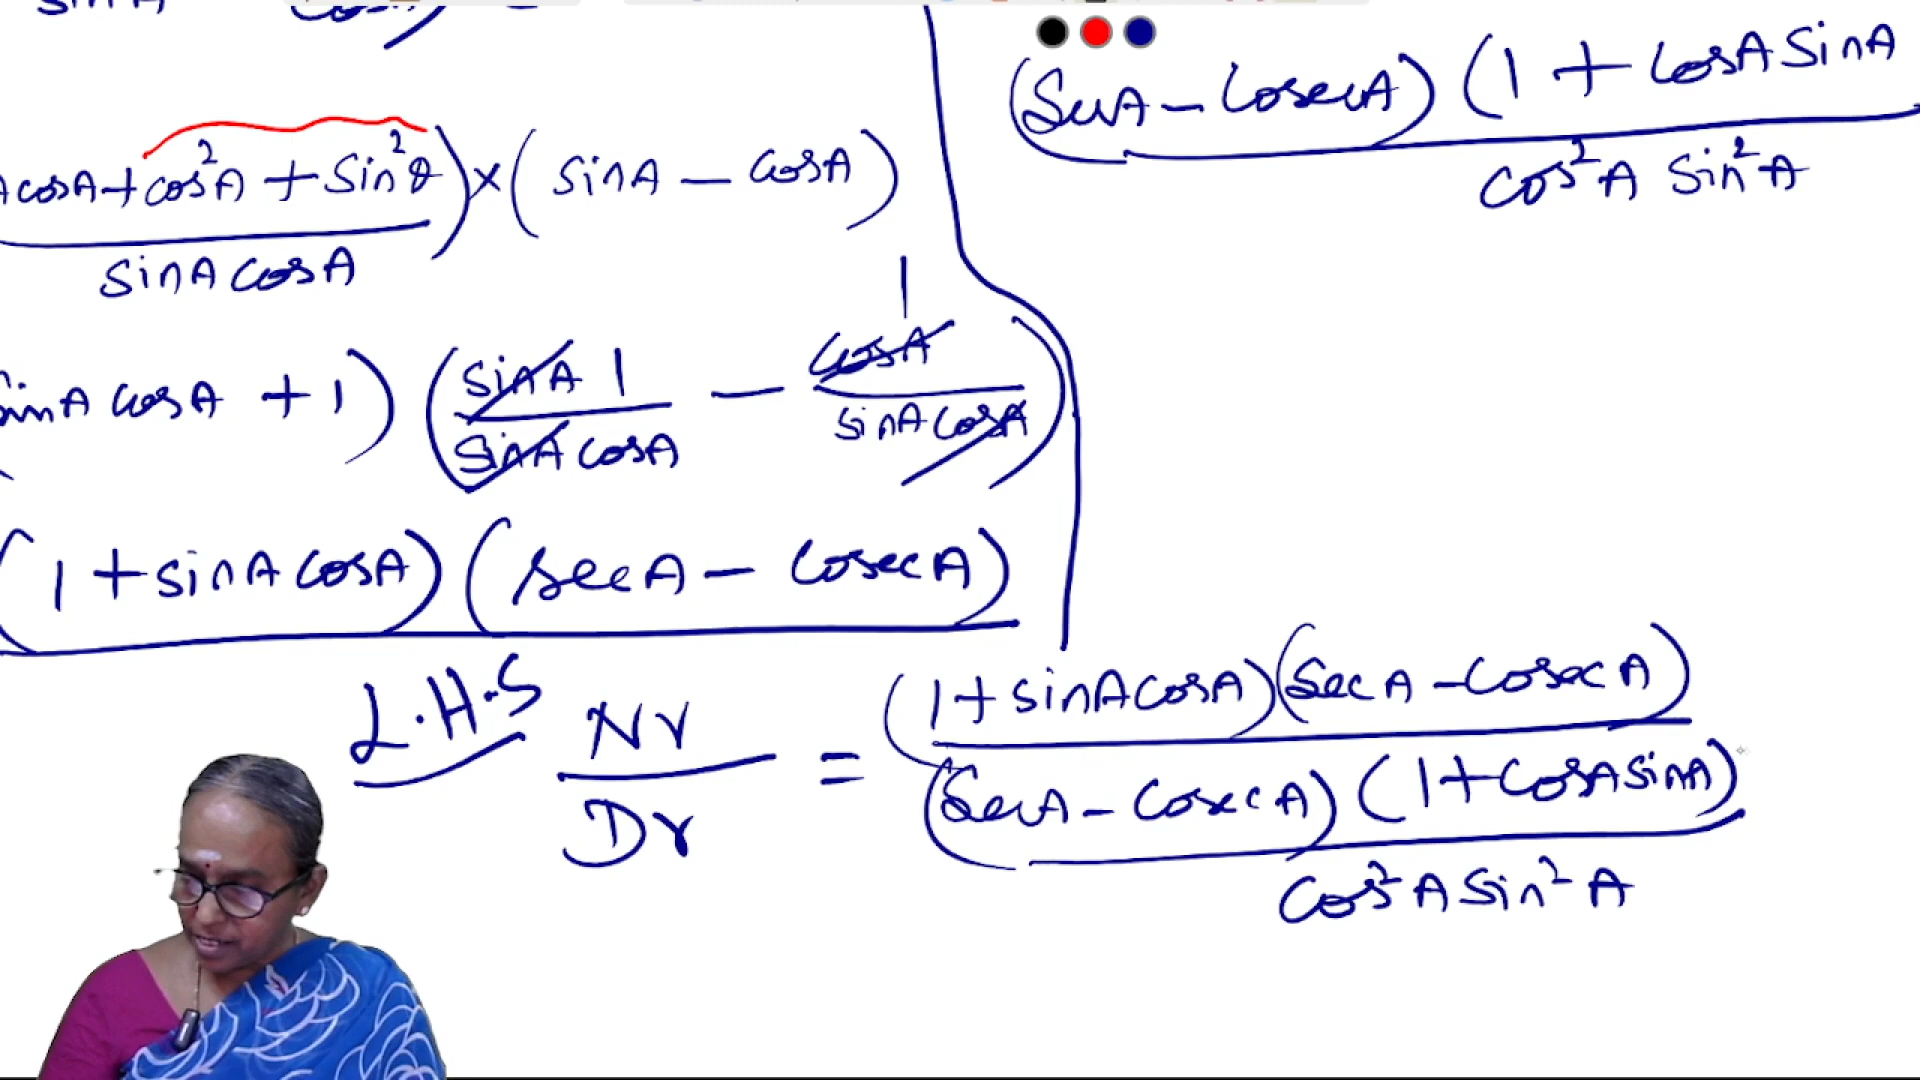 sinA
AcosA + cos²A + sin²θ) × (sinA − cosA)
sinA cosA
1
sinA cosA + 1) (sinA 1 − cosA)
sinA cosA sinA cosA
(1 + sinA cosA) (secA − cosecA)
(SecA − CosecA) (1 + cosA sinA
cos²A sin²A
L.H.S Nr = (1 + sinA cosA)(SecA − cosecA)
Dr (SecA − cosecA) (1 + cosA sinA)
cos²A sin²A